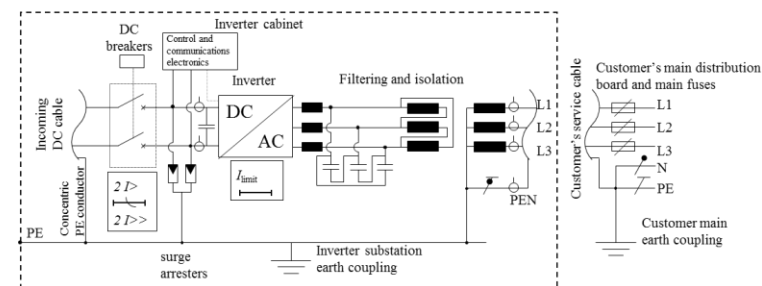 Inverter cabinet
DC
breakers
Control and
communications
electronics
Inverter
Filtering and isolation
Customer's main distribution
board and main fuses
Incoming
DC cable
DC
AC
L1
L2
L3
Customer's service cable
L1
L2
L3
N
PE
Concentric
PE conductor
2 I>
2 I>>
Ilimit
PEN
PE
surge
arresters
Inverter substation
earth coupling
Customer main
earth coupling